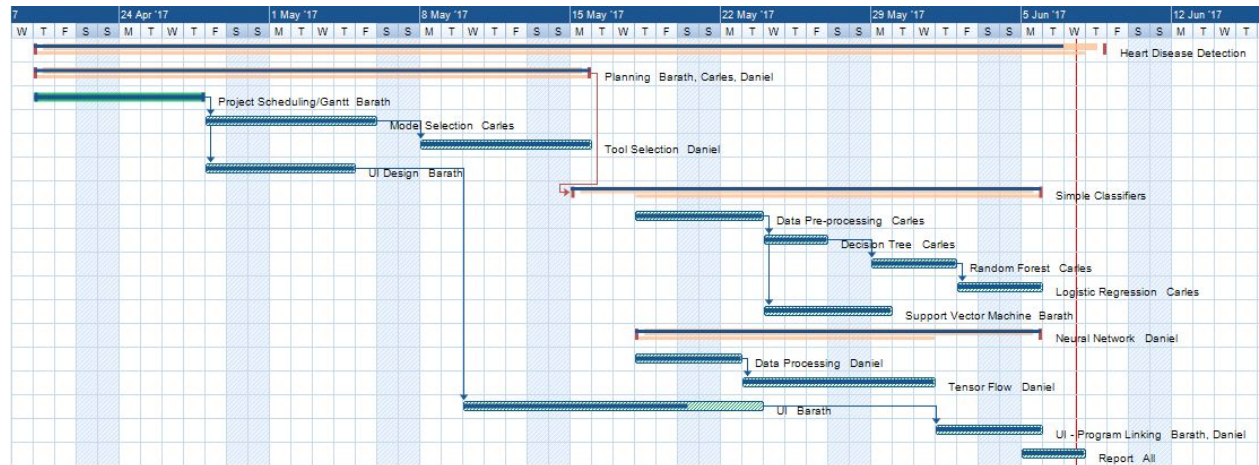 7 24 Apr '17 1 May '17 8 May '17 15 May '17 22 May '17 29 May '17 5 Jun '17 12 Jun '17
W T F S S M T W T F S S M T W T F S S M T W T F S S M T W T F S S M T W T F S S M T W T F S S M T W T F S S M T W T
Heart Disease Detection
Planning Barath, Carles, Daniel
Project Scheduling/Gantt Barath
Model Selection Carles
Tool Selection Daniel
UI Design Barath
Simple Classifiers
Data Pre-processing Carles
Decision Tree Carles
Random Forest Carles
Logistic Regression Carles
Support Vector Machine Barath
Neural Network Daniel
Data Processing Daniel
Tensor Flow Daniel
UI Barath
UI - Program Linking Barath, Daniel
Report All